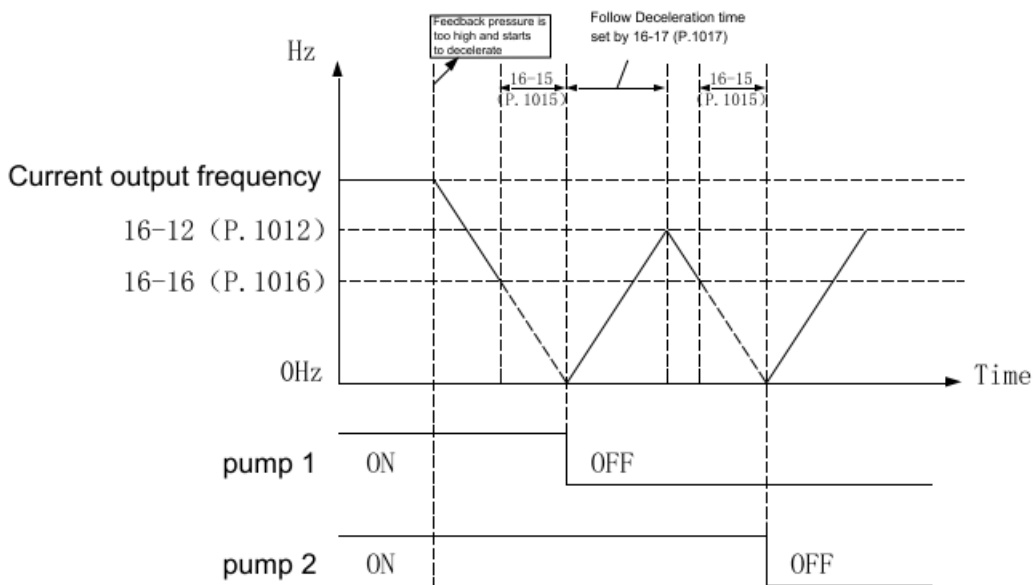 Feedback pressure is
too high and starts
to decelerate
Follow Deceleration time
set by 16-17 (P.1017)
Hz
16-15
(P.1015)
16-15
(P.1015)
Current output frequency
16-12 (P.1012)
16-16 (P.1016)
0Hz
Time
pump 1
ON
OFF
pump 2
ON
OFF